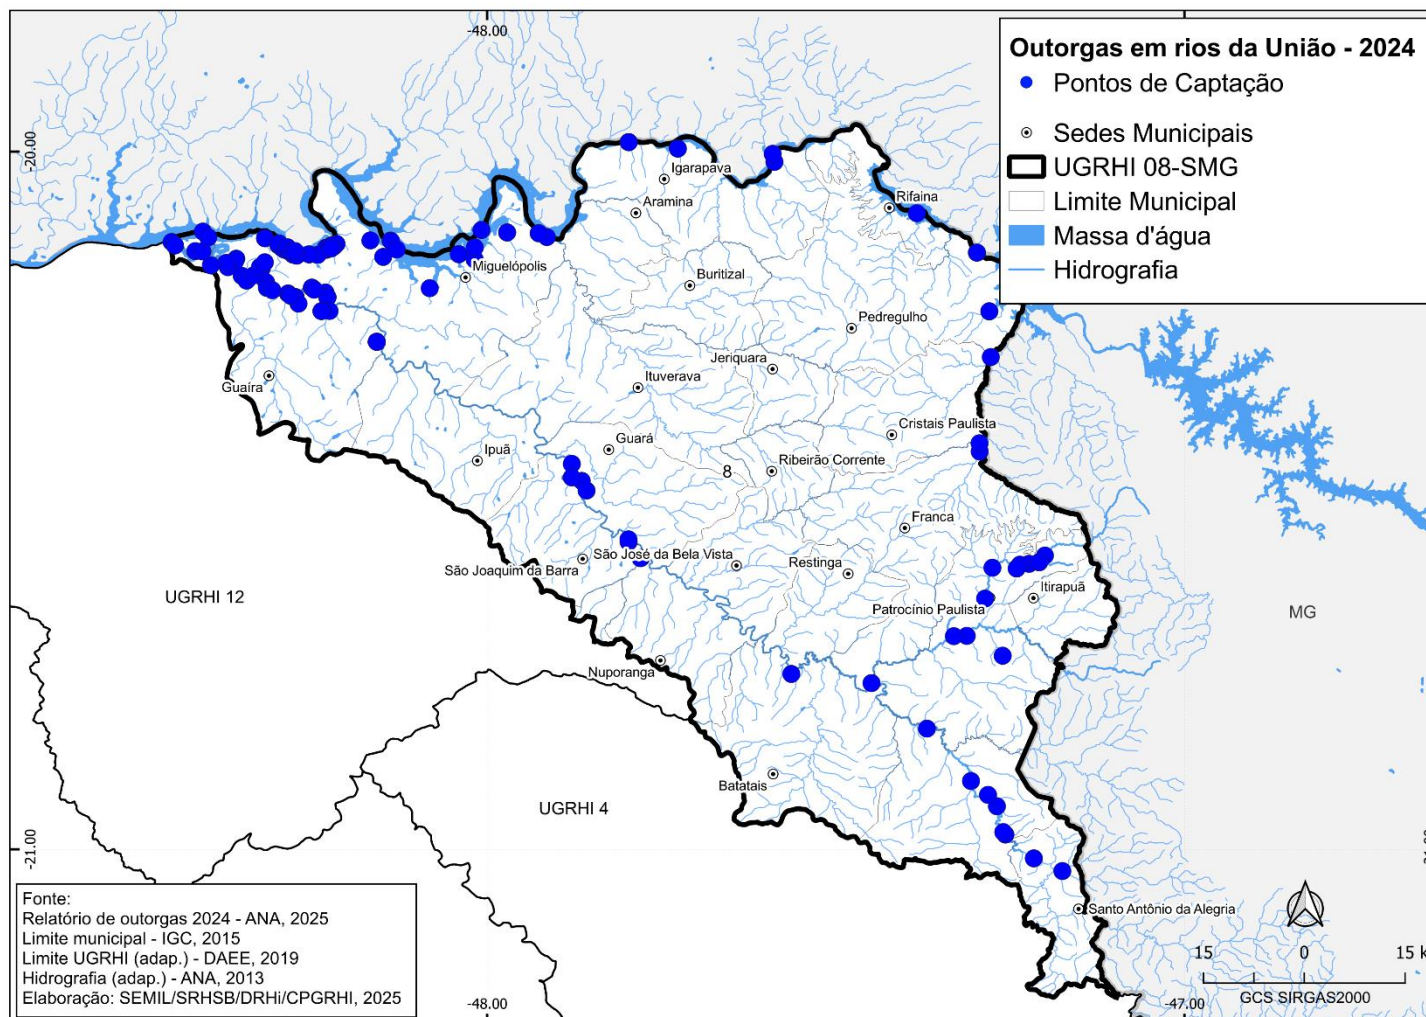 -48.00
Outorgas em rios da União - 2024
Pontos de Captação
Sedes Municipais
UGRHI 08-SMG
Limite Municipal
Massa d'água
Hidrografia
-20.00
Igarapava
Aramina
Rifaina
Miguelópolis
Buritizal
Pedregulho
Jeriquara
Guaíra
Ituverava
Cristais Paulista
Guará
Ipuã
8
Ribeirão Corrente
Franca
São José da Bela Vista
São Joaquim da Barra
Restinga
Itirapuã
UGRHI 12
Patrocínio Paulista
MG
Nuporanga
Batatais
UGRHI 4
-21.00
Santo Antônio da Alegria
Fonte:
Relatório de outorgas 2024 - ANA, 2025
Limite municipal - IGC, 2015
Limite UGRHI (adap.) - DAEE, 2019
Hidrografia (adap.) - ANA, 2013
Elaboração: SEMIL/SRHSB/DRHi/CPGRHI, 2025
15 0 15 k
GCS SIRGAS2000
-48.00
-47.00